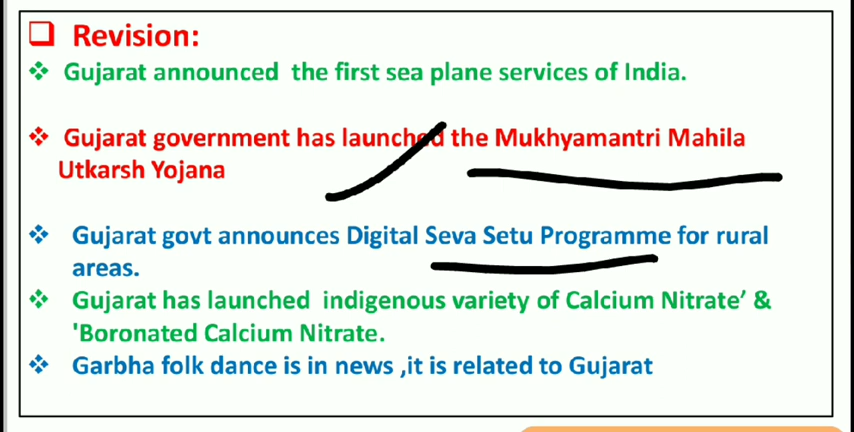 Revision:
Gujarat announced the first sea plane services of India.
Gujarat government has launched the Mukhyamantri Mahila
Utkarsh Yojana
Gujarat govt announces Digital Seva Setu Programme for rural
areas.
Gujarat has launched indigenous variety of Calcium Nitrate’ &
'Boronated Calcium Nitrate.
Garbha folk dance is in news ,it is related to Gujarat